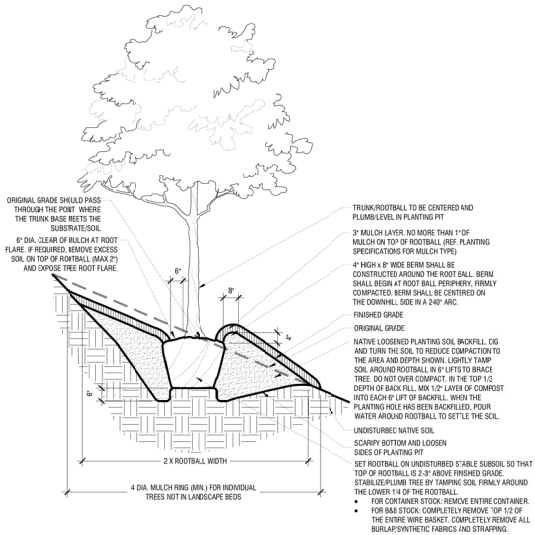 ORIGINAL GRADE SHOULD PASS
THROUGH THE POINT WHERE
THE TRUNK BASE MEETS THE
SUBSTRATE/SOIL
6" DIA. CLEAR OF MULCH AT ROOT
FLARE. IF REQUIRED, REMOVE EXCESS
SOIL ON TOP OF ROOTBALL (MAX 2")
AND EXPOSE TREE ROOT FLARE.
6"
8"
4"
6"
2 X ROOTBALL WIDTH
4 DIA. MULCH RING (MIN.) FOR INDIVIDUAL
TREES NOT IN LANDSCAPE BEDS
TRUNK/ROOTBALL TO BE CENTERED AND
PLUMB/LEVEL IN PLANTING PIT
3" MULCH LAYER. NO MORE THAN 1" OF
MULCH ON TOP OF ROOTBALL (REF. PLANTING
SPECIFICATIONS FOR MULCH TYPE)
4" HIGH x 8" WIDE BERM SHALL BE
CONSTRUCTED AROUND THE ROOT BALL. BERM
SHALL BEGIN AT ROOT BALL PERIPHERY, FIRMLY
COMPACTED. BERM SHALL BE CENTERED ON
THE DOWNHILL SIDE IN A 240° ARC.
FINISHED GRADE
ORIGINAL GRADE
NATIVE LOOSENED PLANTING SOIL BACKFILL. DIG
AND TURN THE SOIL TO REDUCE COMPACTION TO
THE AREA AND DEPTH SHOWN. LIGHTLY TAMP
SOIL AROUND ROOTBALL IN 6" LIFTS TO BRACE
TREE. DO NOT OVER COMPACT. IN THE TOP 1/3
DEPTH OF BACK FILL, MIX 1/2" LAYER OF COMPOST
INTO EACH 6" LIFT OF BACKFILL. WHEN THE
PLANTING HOLE HAS BEEN BACKFILLED, POUR
WATER AROUND ROOTBALL TO SETTLE THE SOIL.
UNDISTURBED NATIVE SOIL
SCARIFY BOTTOM AND LOOSEN
SIDES OF PLANTING PIT
SET ROOTBALL ON UNDISTURBED STABLE SUBSOIL SO THAT
TOP OF ROOTBALL IS 2-3" ABOVE FINISHED GRADE.
STABILIZE/PLUMB TREE BY TAMPING SOIL FIRMLY AROUND
THE LOWER 1/4 OF THE ROOTBALL.
• FOR CONTAINER STOCK: REMOVE ENTIRE CONTAINER.
• FOR B&B STOCK: COMPLETELY REMOVE TOP 1/2 OF
THE ENTIRE WIRE BASKET. COMPLETELY REMOVE ALL
BURLAP/SYNTHETIC FABRICS AND STRAPPING.